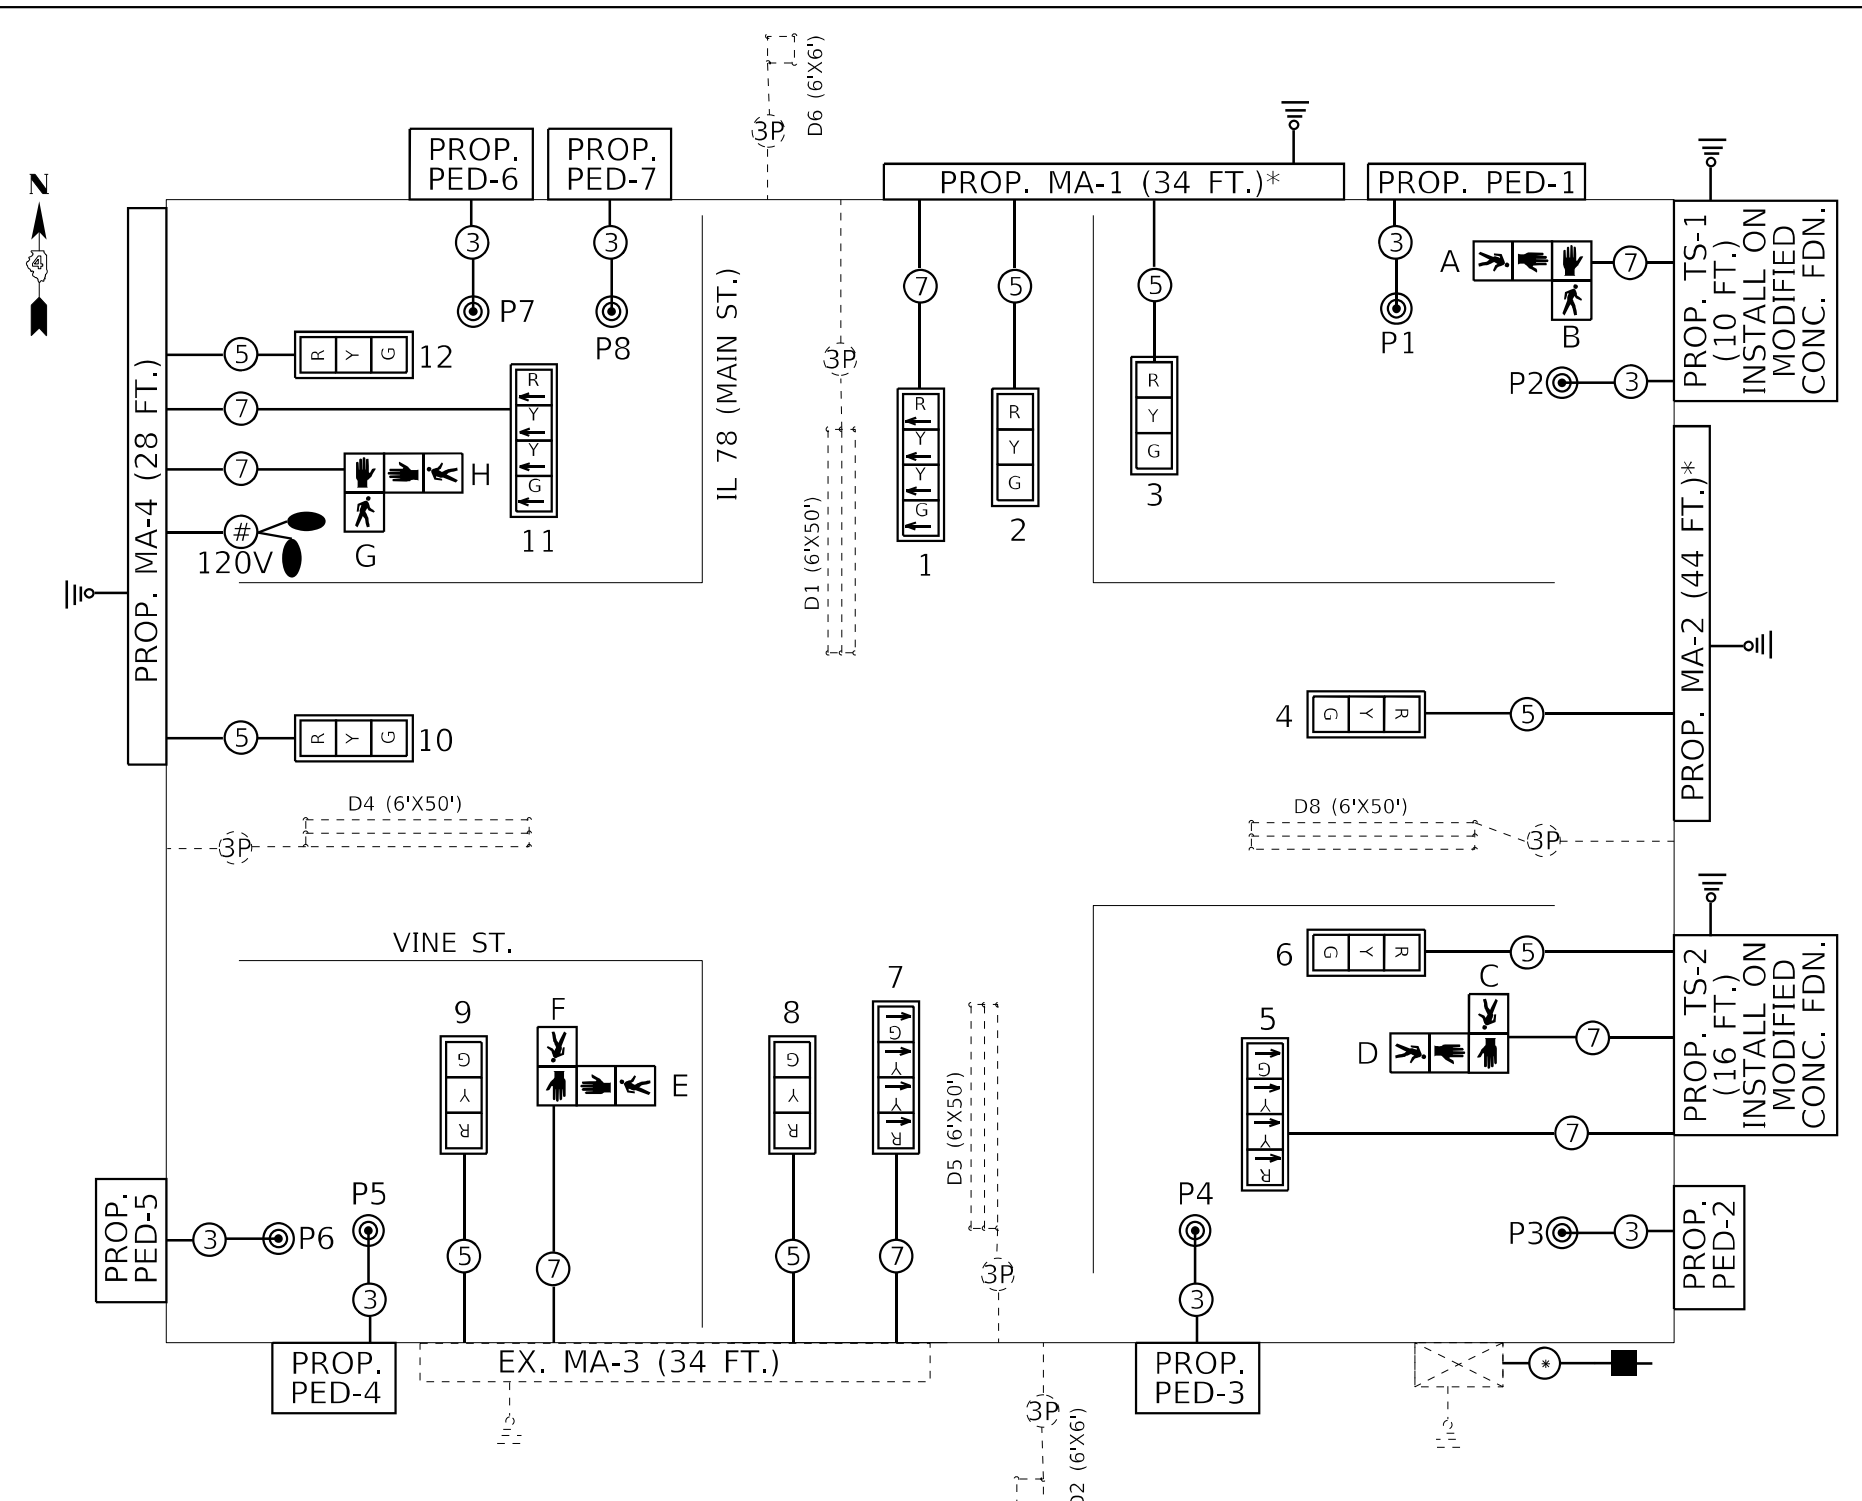 D6 (6'X6')
3P
PROP.
PED-6
PROP.
PED-7
PROP. MA-1 (34 FT.)*
PROP. PED-1
N
4
PROP. TS-1
(10 FT.)
INSTALL ON
MODIFIED
CONC. FDN.
3
3
7
5
5
3
7
A
B
P7
P8
P1
P2
3
IL 78 (MAIN ST.)
3P
D1 (6'X50')
PROP. MA-4 (28 FT.)
5
R Y G
12
7
R
Y
Y
G
11
7
H
G
#
120V
R
Y
Y
G
1
R
Y
G
2
R
Y
G
3
PROP. MA-2 (44 FT.)*
5
R Y G
10
4
G Y R
5
D4 (6'X50')
3P
D8 (6'X50')
3P
VINE ST.
6
G Y R
5
PROP. TS-2
(16 FT.)
INSTALL ON
MODIFIED
CONC. FDN.
C
D
7
5
G
Y
Y
R
7
9
G
Y
R
F
E
8
G
Y
R
7
G
Y
Y
R
D5 (6'X50')
3P
PROP.
PED-5
3
P6
P5
3
5
7
5
7
P4
3
P3
3
PROP.
PED-2
PROP.
PED-4
EX. MA-3 (34 FT.)
PROP.
PED-3
*
3P
D2 (6'X6')